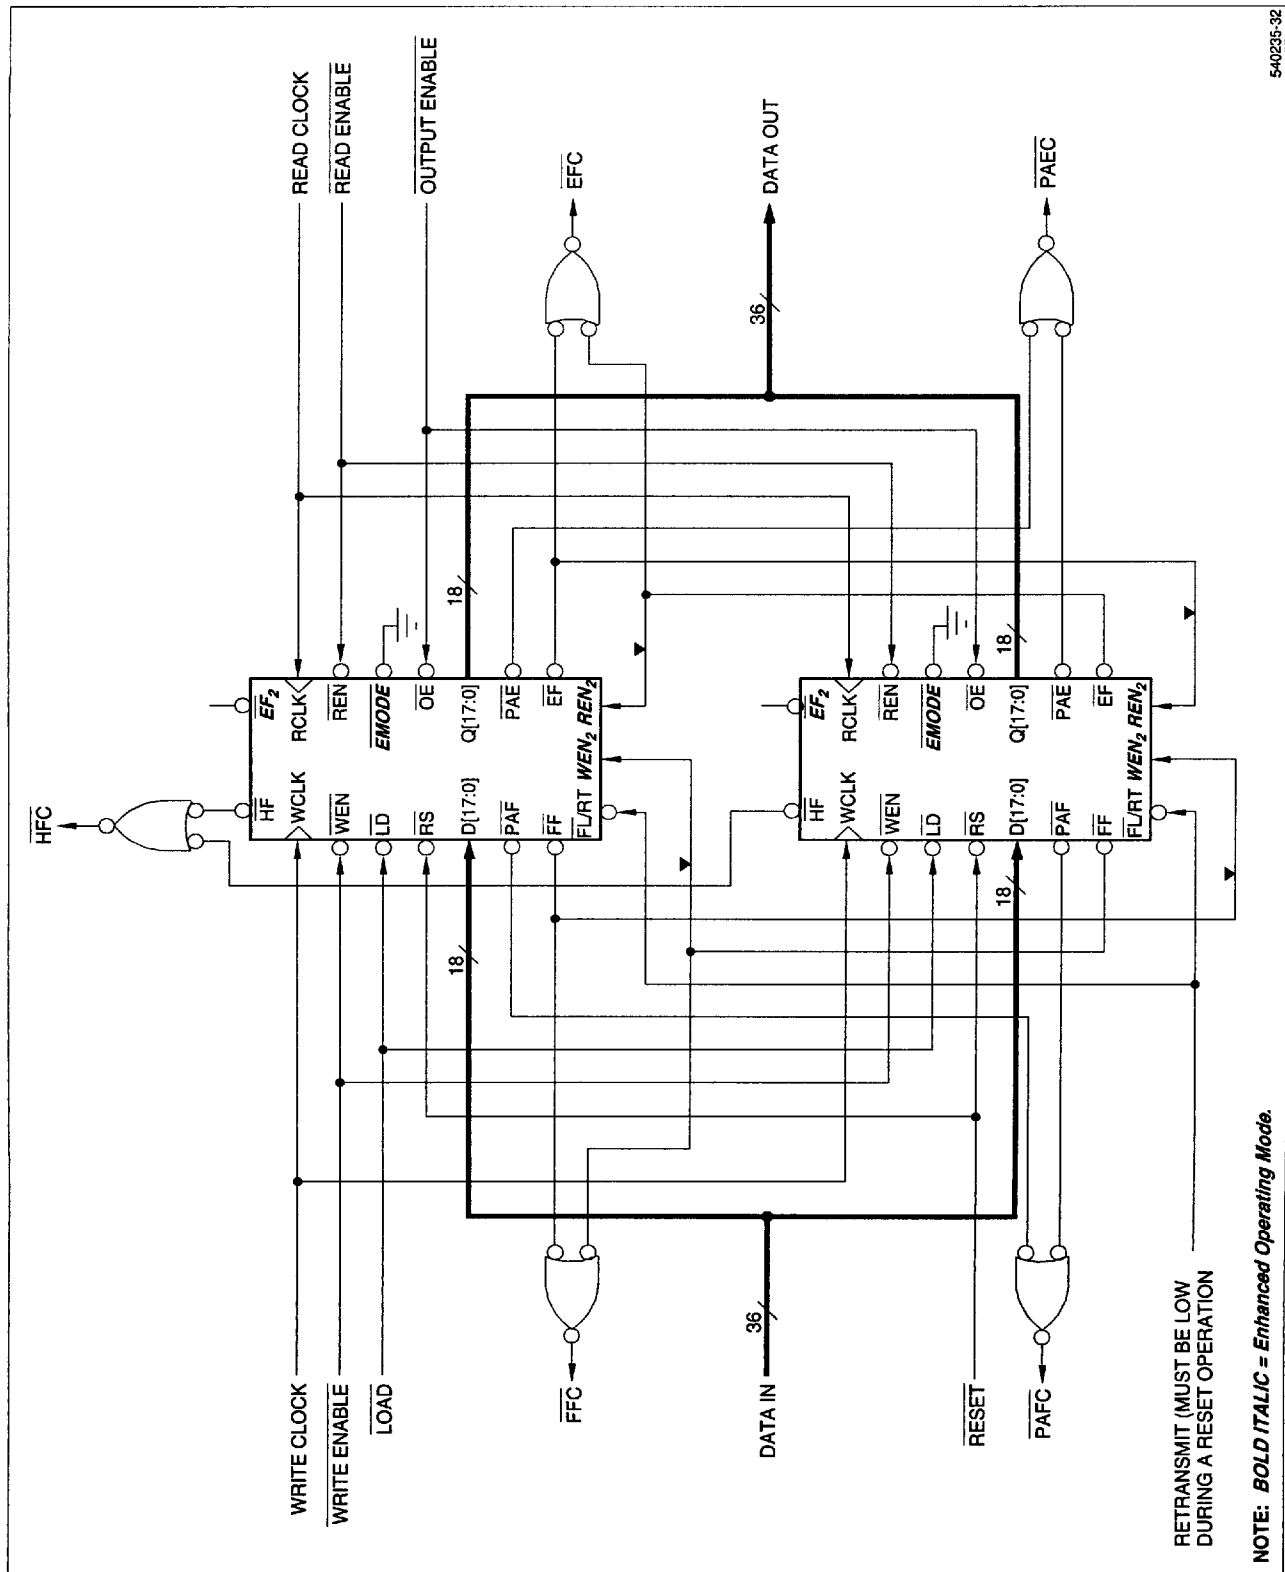 HFC
HF EF2
WRITE CLOCK WCLK RCLK READ CLOCK
WRITE ENABLE WEN REN READ ENABLE
LOAD LD EMODE
RS OE OUTPUT ENABLE
18 D[17:0] Q[17:0] 18
PAF PAE
FFC FF EF EFC
FL/RT WEN2 REN2
36 36
DATA IN DATA OUT
HF EF2
WCLK RCLK
WEN REN
LD EMODE
RESET RS OE
18 D[17:0] Q[17:0] 18
PAFC PAF PAE PAEC
FF EF
FL/RT WEN2 REN2
RETRANSMIT (MUST BE LOW
DURING A RESET OPERATION
NOTE: BOLD ITALIC = Enhanced Operating Mode.
540235-32